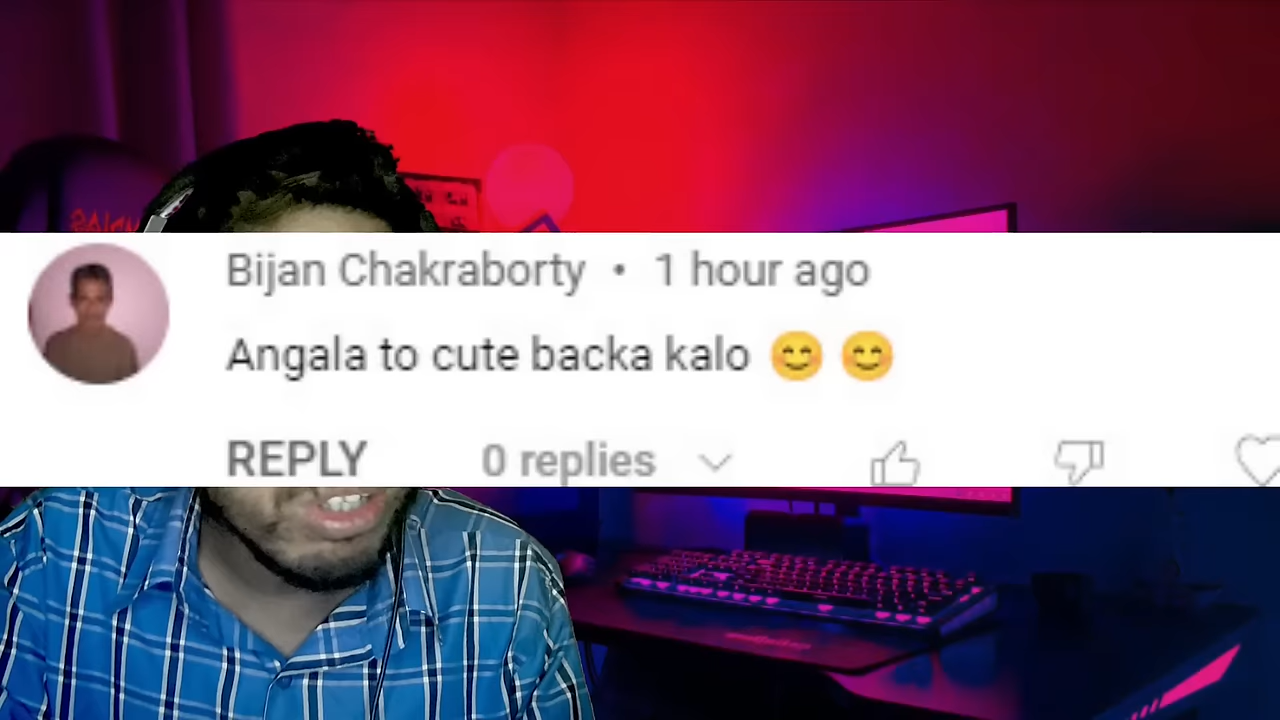 Bijan Chakraborty • 1 hour ago
Angala to cute backa kalo 😊 😊
REPLY 0 replies